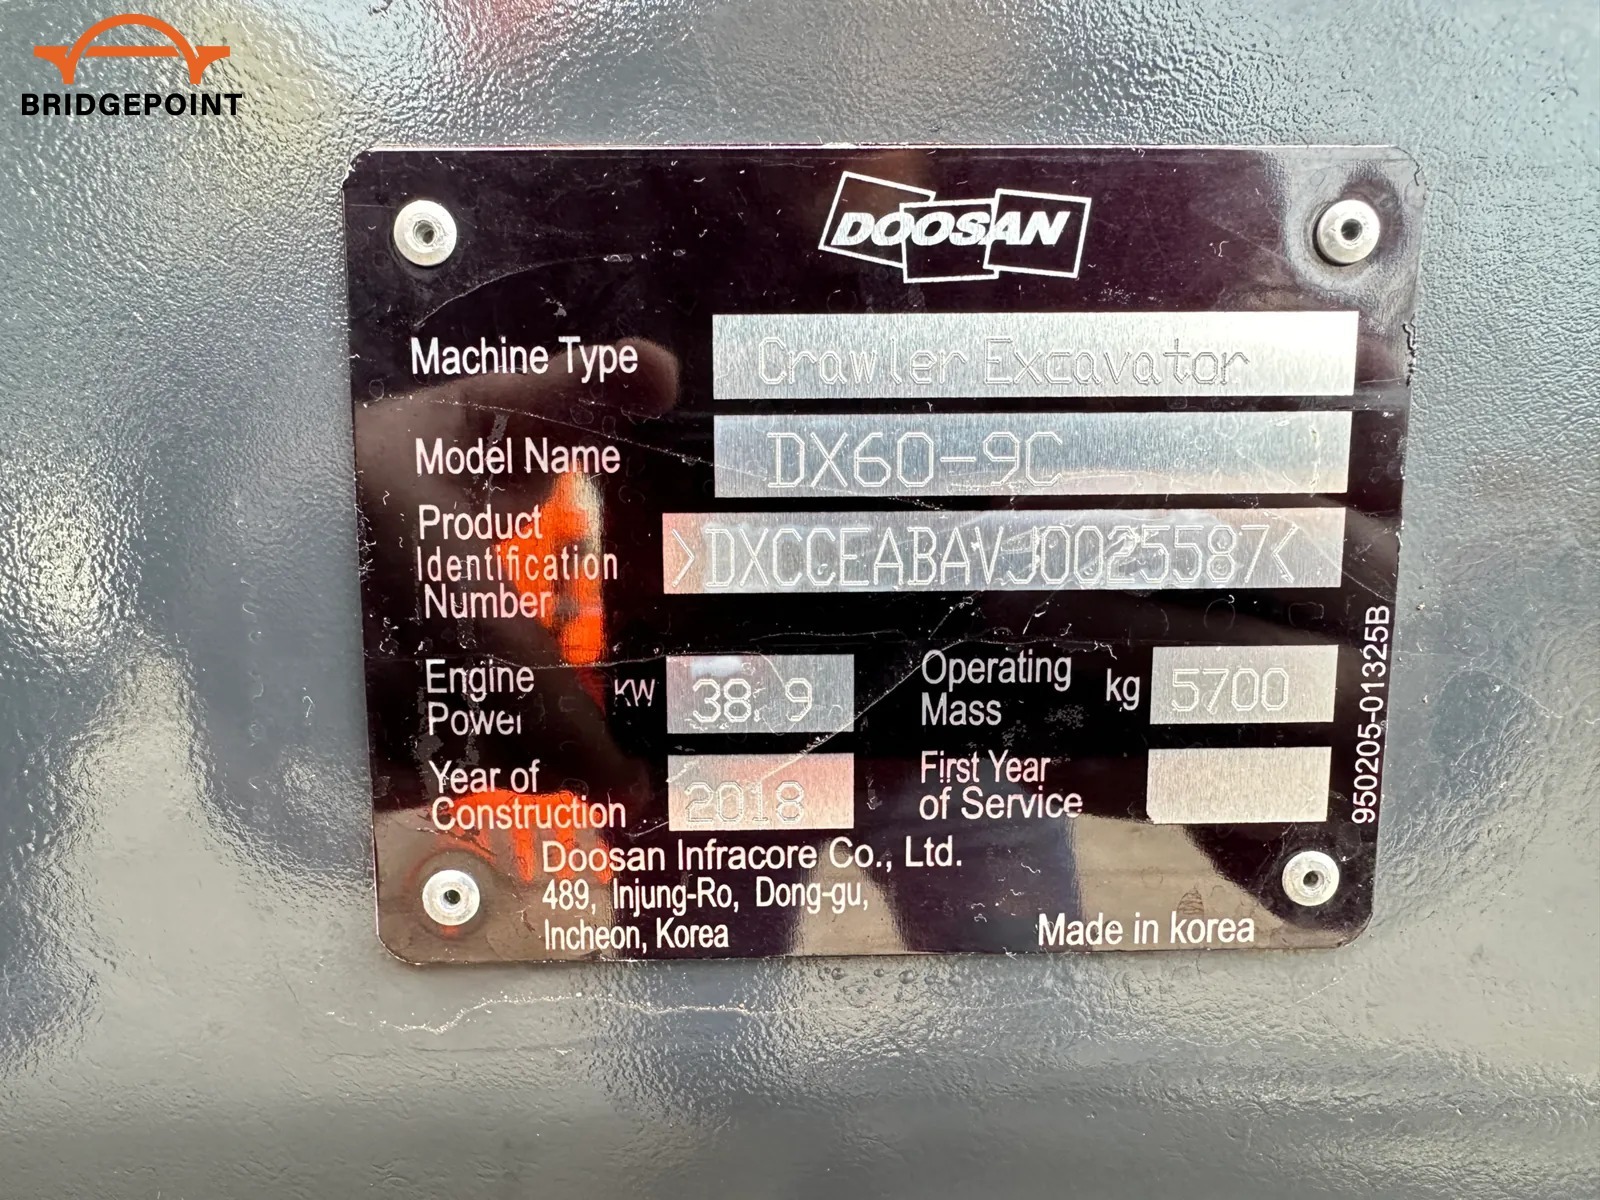 BRIDGEPOINT
DOOSAN
Machine Type Crawler Excavator
Model Name DX60-9C
Product
Identification
Number >DXCCEABAVJ0025587<
Engine
Power KW 38.9
Operating
Mass kg 5700
Year of
Construction 2018
First Year
of Service
Doosan Infracore Co., Ltd.
489, Injung-Ro, Dong-gu,
Incheon, Korea
Made in korea
950205-01325B